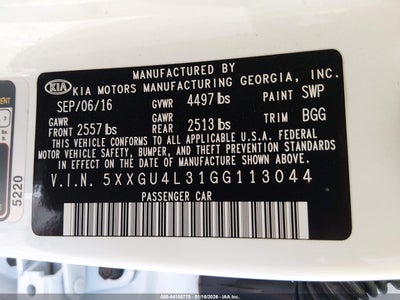 MANUFACTURED BY
KIA KIA MOTORS MANUFACTURING GEORGIA, INC.
SEP/06/16 GVWR 4497 lbs PAINT SWP
GAWR FRONT 2557 lbs GAWR REAR 2513 lbs TRIM BGG
THIS VEHICLE CONFORMS TO ALL APPLICABLE U.S.A. FEDERAL
MOTOR VEHICLE SAFETY, BUMPER, AND THEFT PREVENTION STANDARDS
IN EFFECT ON THE DATE OF MANUFACTURE SHOWN ABOVE.
V.I.N. 5XXGU4L31GG113044
PASSENGER CAR
5220